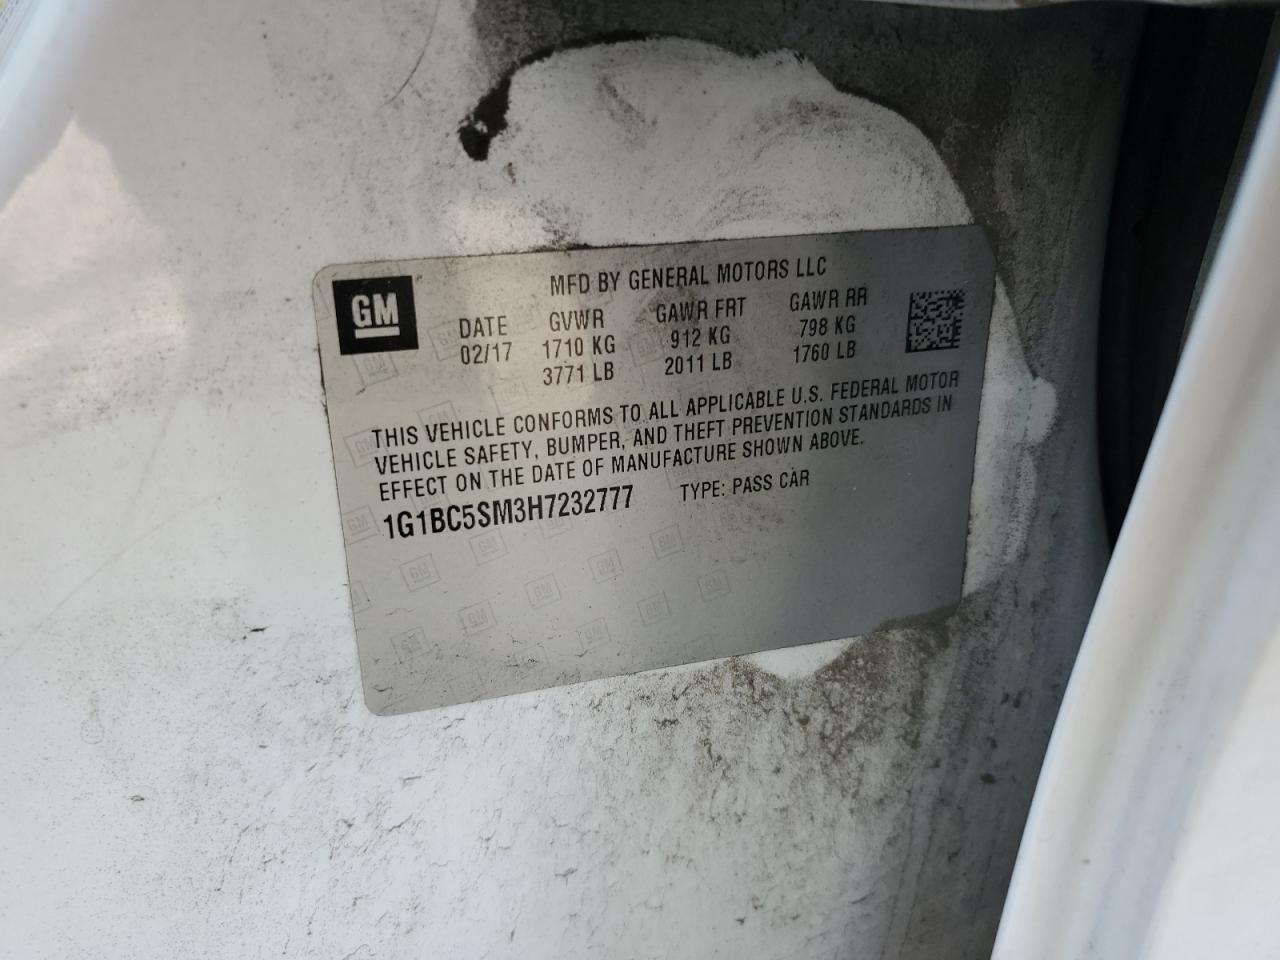 GM
MFD BY GENERAL MOTORS LLC
DATE GVWR GAWR FRT GAWR RR
02/17 1710 KG 912 KG 798 KG
3771 LB 2011 LB 1760 LB
THIS VEHICLE CONFORMS TO ALL APPLICABLE U.S. FEDERAL MOTOR
VEHICLE SAFETY, BUMPER, AND THEFT PREVENTION STANDARDS IN
EFFECT ON THE DATE OF MANUFACTURE SHOWN ABOVE.
1G1BC5SM3H7232777 TYPE: PASS CAR